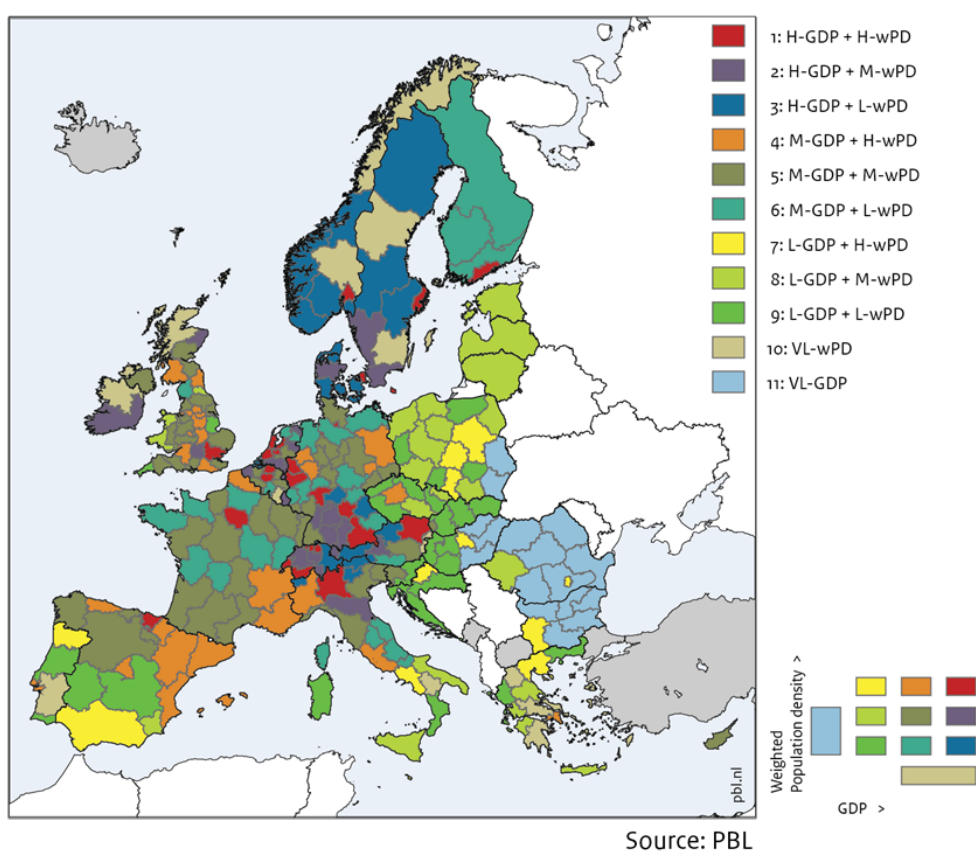 1: H-GDP + H-wPD
2: H-GDP + M-wPD
3: H-GDP + L-wPD
4: M-GDP + H-wPD
5: M-GDP + M-wPD
6: M-GDP + L-wPD
7: L-GDP + H-wPD
8: L-GDP + M-wPD
9: L-GDP + L-wPD
10: VL-wPD
11: VL-GDP
Weighted
Population density >
GDP >
pbl.nl
Source: PBL